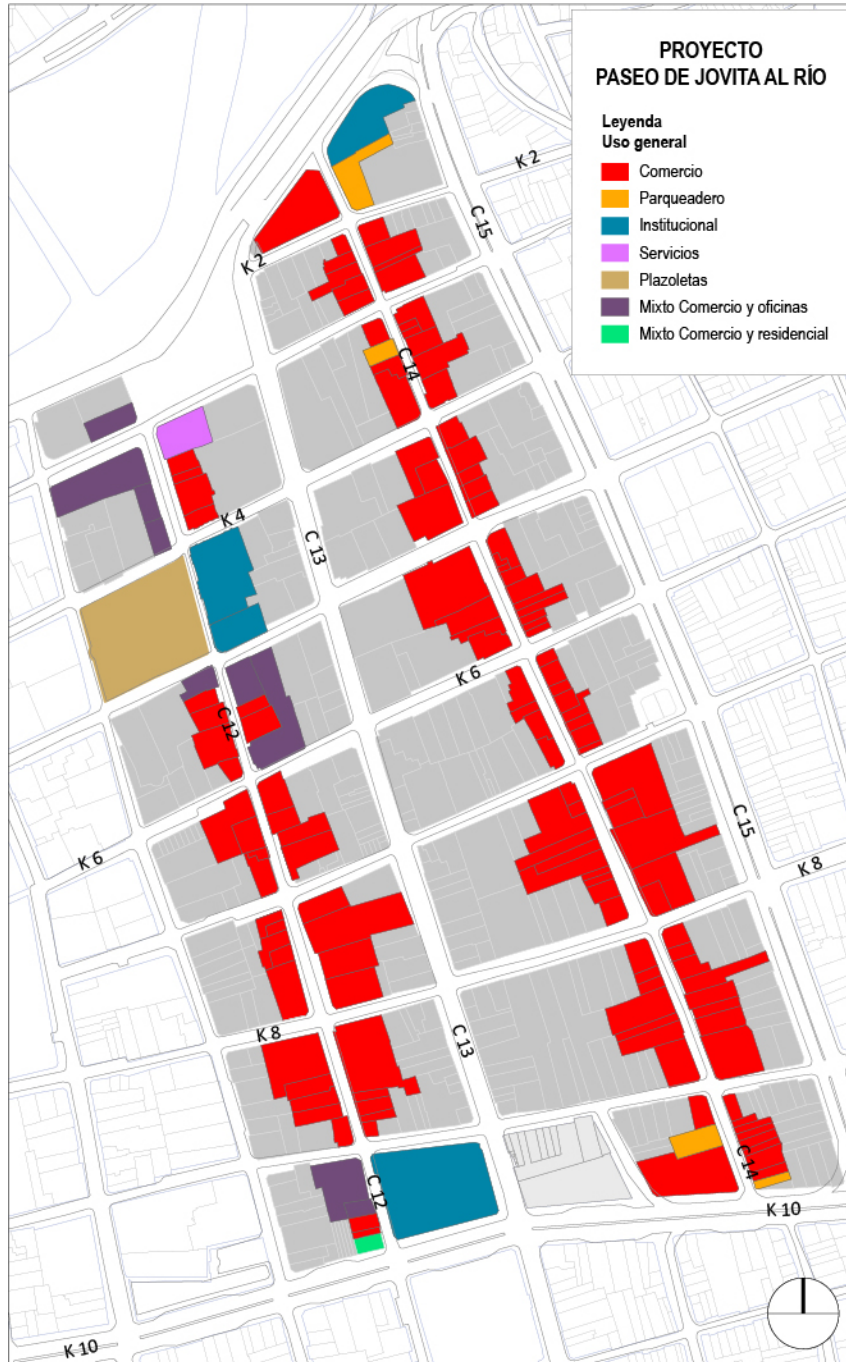 PROYECTO
PASEO DE JOVITA AL RÍO
Leyenda
Uso general
Comercio
Parqueadero
Institucional
Servicios
Plazoletas
Mixto Comercio y oficinas
Mixto Comercio y residencial
K 2
C 15
K 2
C 14
K 4
C 13
K 6
C 12
C 15
K 6
K 8
K 8
C 13
C 14
C 12
K 10
K 10